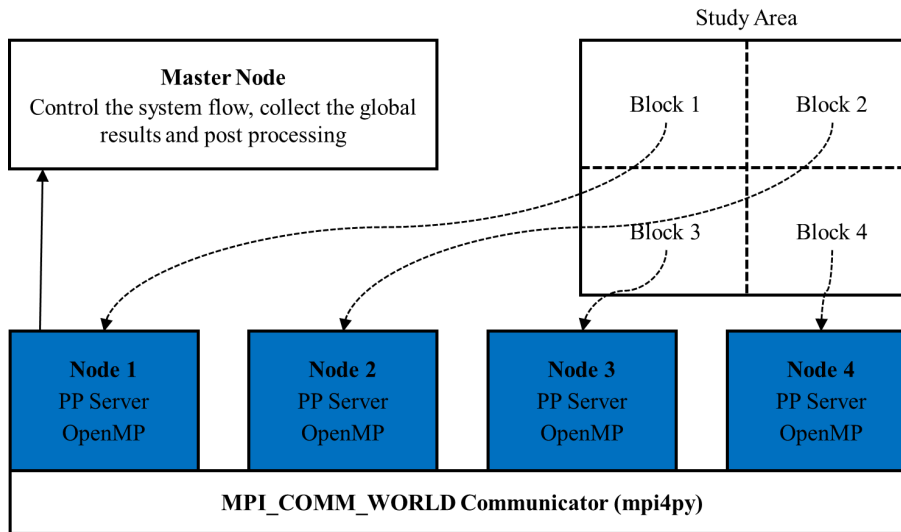 Study Area
Master Node
Control the system flow, collect the global
results and post processing
Block 1
Block 2
Block 3
Block 4
Node 1
PP Server
OpenMP
Node 2
PP Server
OpenMP
Node 3
PP Server
OpenMP
Node 4
PP Server
OpenMP
MPI_COMM_WORLD Communicator (mpi4py)